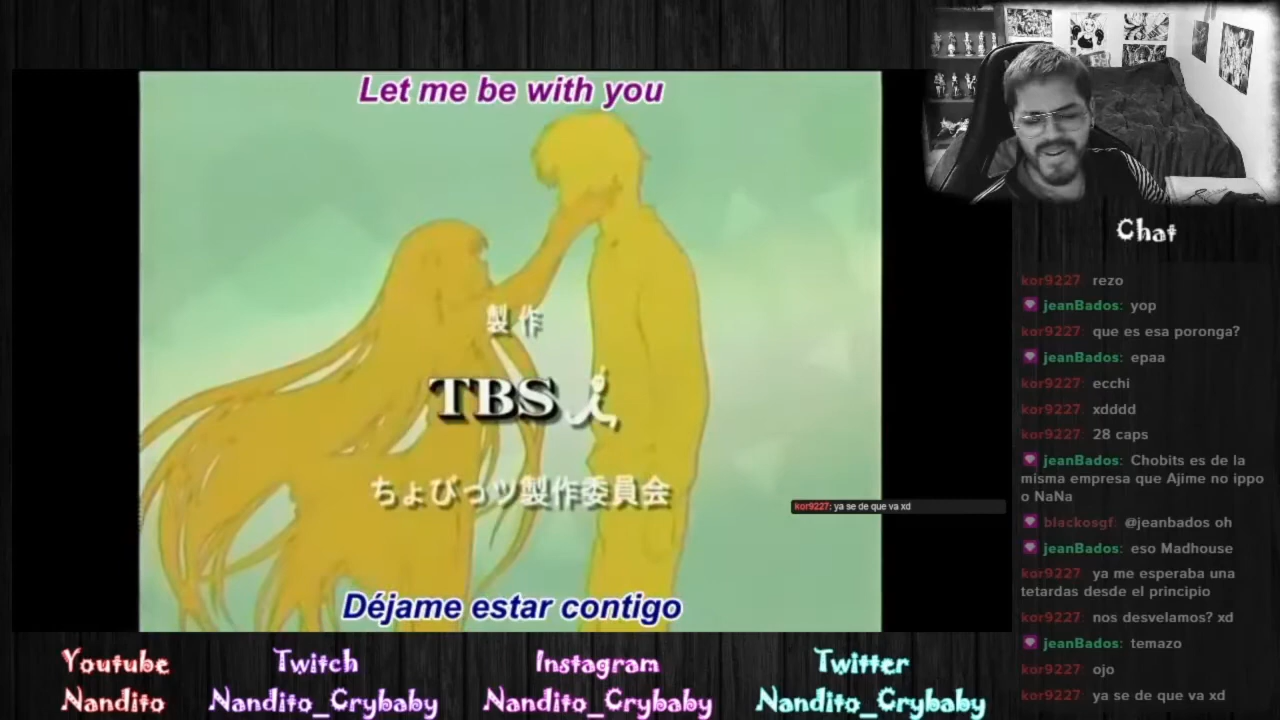 Let me be with you
製作
TBS
ちょびっツ製作委員会
kor9227: ya se de que va xd
Déjame estar contigo
Chat
kor9227: rezo
jeanBados: yop
kor9227: que es esa poronga?
jeanBados: epaa
kor9227: ecchi
kor9227: xdddd
kor9227: 28 caps
jeanBados: Chobits es de la
misma empresa que Ajime no ippo
o NaNa
blackosgf: @jeanbados oh
jeanBados: eso Madhouse
kor9227: ya me esperaba una
tetardas desde el principio
kor9227: nos desvelamos? xd
jeanBados: temazo
kor9227: ojo
kor9227: ya se de que va xd
Youtube
Nandito
Twitch
Nandito_Crybaby
Instagram
Nandito_Crybaby
Twitter
Nandito_Crybaby